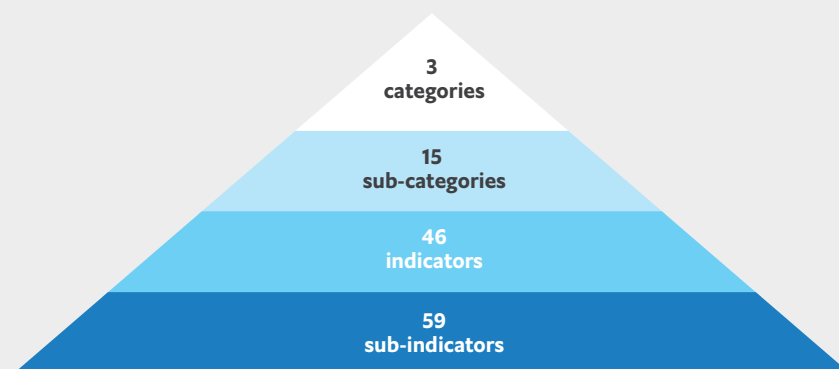 3
categories
15
sub-categories
46
indicators
59
sub-indicators